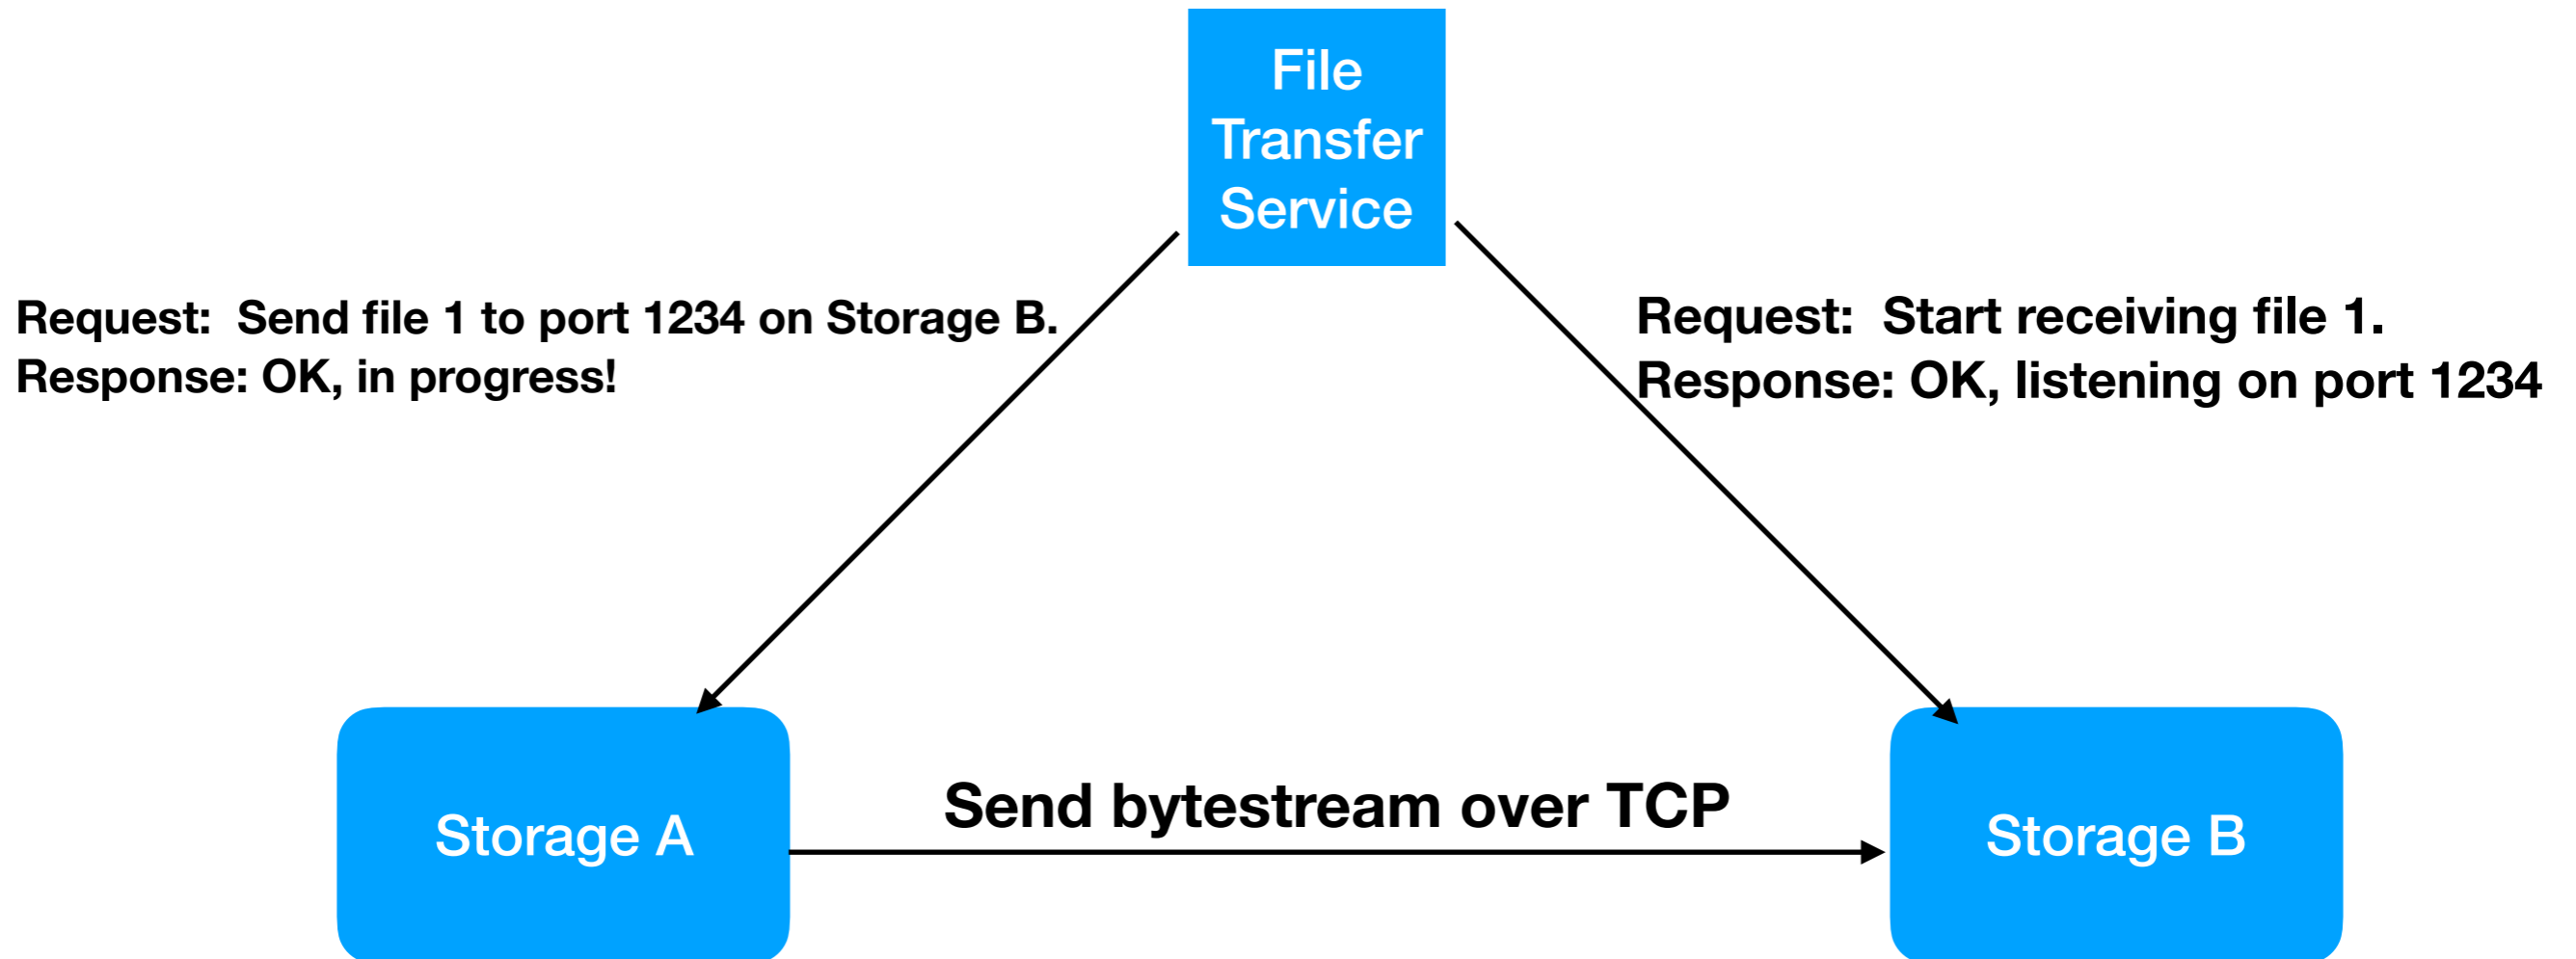 File
Transfer
Service
Request:  Send file 1 to port 1234 on Storage B.
Response: OK, in progress!
Request:  Start receiving file 1.
Response: OK, listening on port 1234
Send bytestream over TCP
Storage A
Storage B